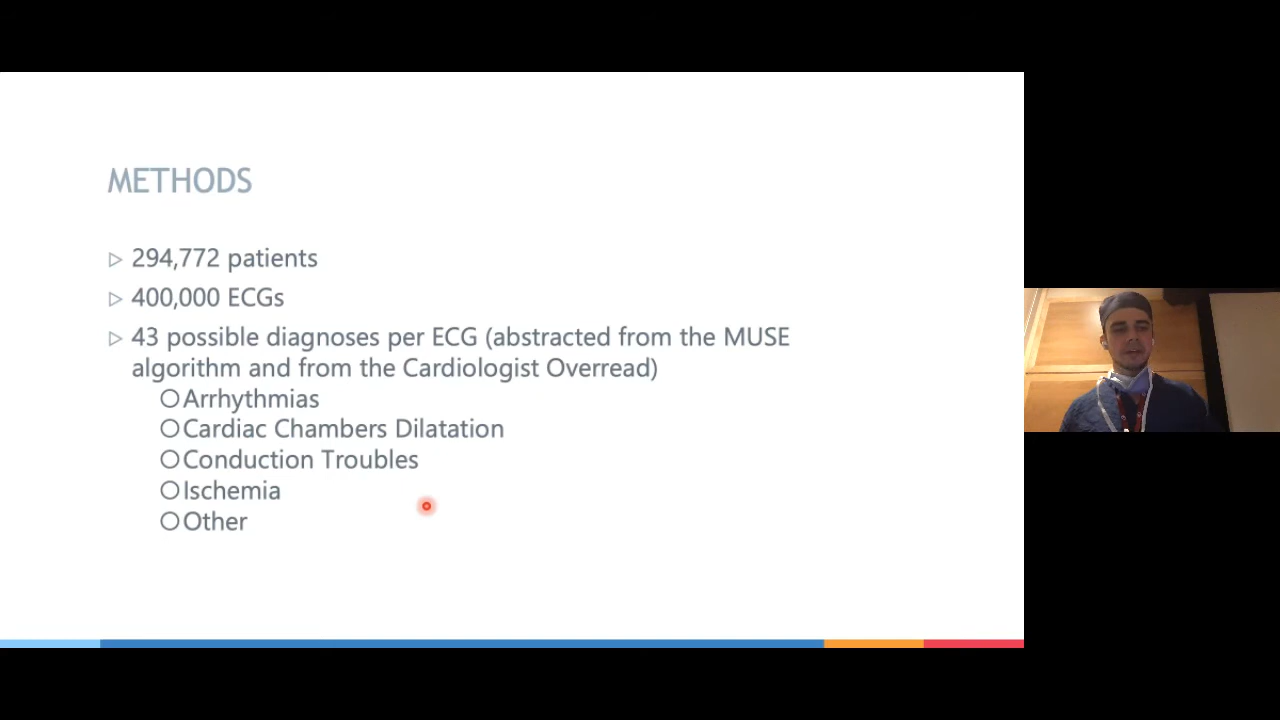 METHODS
294,772 patients
400,000 ECGs
43 possible diagnoses per ECG (abstracted from the MUSE
algorithm and from the Cardiologist Overread)
Arrhythmias
Cardiac Chambers Dilatation
Conduction Troubles
Ischemia
Other